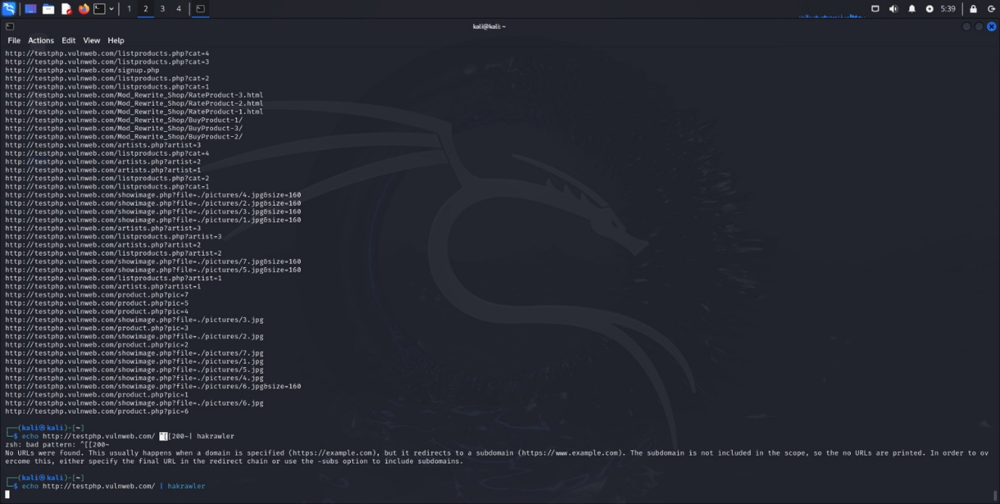 1 2 3 4
5:39
kali@kali: ~
File Actions Edit View Help
http://testphp.vulnweb.com/listproducts.php?cat=4
http://testphp.vulnweb.com/listproducts.php?cat=3
http://testphp.vulnweb.com/signup.php
http://testphp.vulnweb.com/listproducts.php?cat=2
http://testphp.vulnweb.com/listproducts.php?cat=1
http://testphp.vulnweb.com/Mod_Rewrite_Shop/RateProduct-3.html
http://testphp.vulnweb.com/Mod_Rewrite_Shop/RateProduct-2.html
http://testphp.vulnweb.com/Mod_Rewrite_Shop/RateProduct-1.html
http://testphp.vulnweb.com/Mod_Rewrite_Shop/BuyProduct-1/
http://testphp.vulnweb.com/Mod_Rewrite_Shop/BuyProduct-3/
http://testphp.vulnweb.com/Mod_Rewrite_Shop/BuyProduct-2/
http://testphp.vulnweb.com/artists.php?artist=3
http://testphp.vulnweb.com/listproducts.php?cat=4
http://testphp.vulnweb.com/artists.php?artist=2
http://testphp.vulnweb.com/artists.php?artist=1
http://testphp.vulnweb.com/listproducts.php?cat=2
http://testphp.vulnweb.com/listproducts.php?cat=1
http://testphp.vulnweb.com/showimage.php?file=./pictures/4.jpg&size=160
http://testphp.vulnweb.com/showimage.php?file=./pictures/2.jpg&size=160
http://testphp.vulnweb.com/showimage.php?file=./pictures/3.jpg&size=160
http://testphp.vulnweb.com/showimage.php?file=./pictures/1.jpg&size=160
http://testphp.vulnweb.com/artists.php?artist=3
http://testphp.vulnweb.com/listproducts.php?artist=3
http://testphp.vulnweb.com/artists.php?artist=2
http://testphp.vulnweb.com/listproducts.php?artist=2
http://testphp.vulnweb.com/showimage.php?file=./pictures/7.jpg&size=160
http://testphp.vulnweb.com/showimage.php?file=./pictures/5.jpg&size=160
http://testphp.vulnweb.com/listproducts.php?artist=1
http://testphp.vulnweb.com/artists.php?artist=1
http://testphp.vulnweb.com/product.php?pic=7
http://testphp.vulnweb.com/product.php?pic=5
http://testphp.vulnweb.com/product.php?pic=4
http://testphp.vulnweb.com/showimage.php?file=./pictures/3.jpg
http://testphp.vulnweb.com/product.php?pic=3
http://testphp.vulnweb.com/showimage.php?file=./pictures/2.jpg
http://testphp.vulnweb.com/product.php?pic=2
http://testphp.vulnweb.com/showimage.php?file=./pictures/7.jpg
http://testphp.vulnweb.com/showimage.php?file=./pictures/1.jpg
http://testphp.vulnweb.com/showimage.php?file=./pictures/5.jpg
http://testphp.vulnweb.com/showimage.php?file=./pictures/4.jpg
http://testphp.vulnweb.com/showimage.php?file=./pictures/6.jpg&size=160
http://testphp.vulnweb.com/product.php?pic=1
http://testphp.vulnweb.com/showimage.php?file=./pictures/6.jpg
http://testphp.vulnweb.com/product.php?pic=6
┌──(kali㉿kali)-[~]
└─$ echo http://testphp.vulnweb.com/ ^[[200~| hakrawler
zsh: bad pattern: ^[[200~
No URLs were found. This usually happens when a domain is specified (https://example.com), but it redirects to a subdomain (https://www.example.com). The subdomain is not included in the scope, so the no URLs are printed. In order to ov
ercome this, either specify the final URL in the redirect chain or use the -subs option to include subdomains.
┌──(kali㉿kali)-[~]
└─$ echo http://testphp.vulnweb.com/ | hakrawler